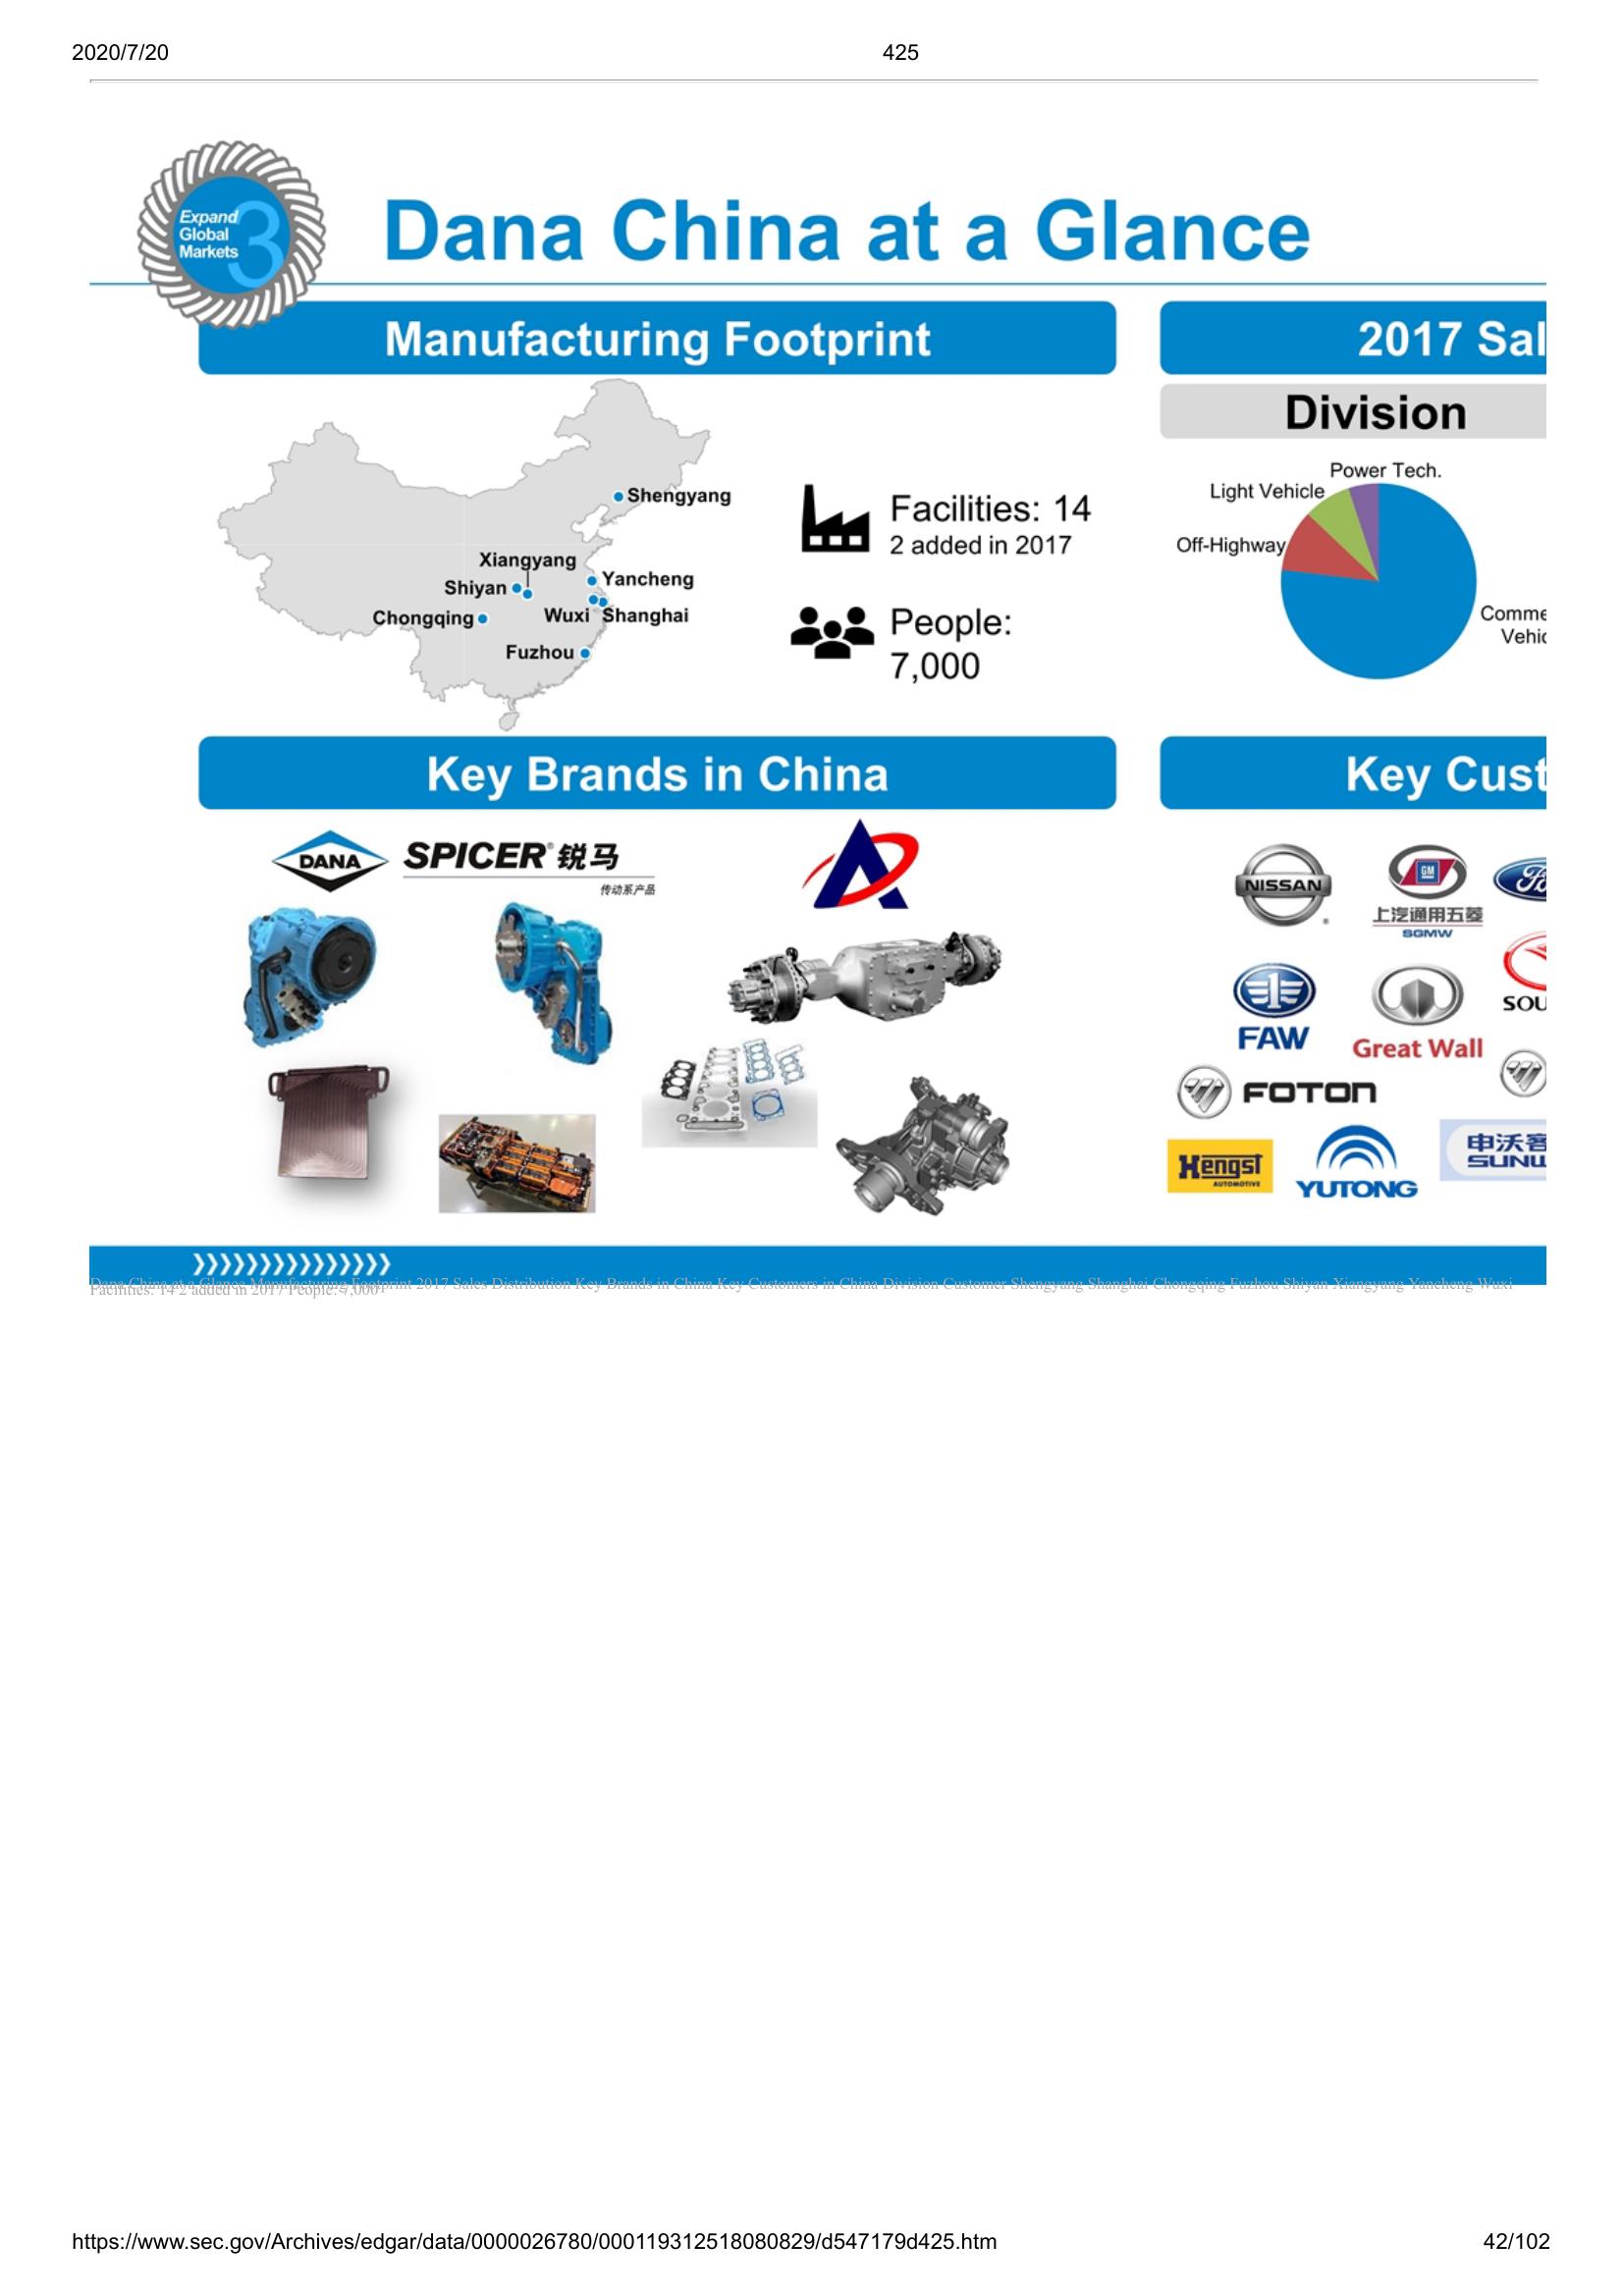 2020/7/20
425
Expand
Global
Markets
3
Dana China at a Glance
Manufacturing Footprint
2017 Sal
Division
Shengyang
Xiangyang
Shiyan
Yancheng
Chongqing
Wuxi
Shanghai
Fuzhou
Facilities: 14
2 added in 2017
People:
7,000
Power Tech.
Light Vehicle
Off-Highway
Comme
Vehic
Key Brands in China
Key Cust
DANA
SPICER® 锐马
传动系产品
NISSAN
®
GM
上汽通用五菱
SGMW
FAW
Great Wall
SOU
FOTON
Hengst
AUTOMOTIVE
YUTONG
申沃客
SUNW
Dana China at a Glance Manufacturing Footprint 2017 Sales Distribution Key Brands in China Key Customers in China Division Customer Shengyang Shanghai Chongqing Fuzhou Shiyan Xiangyang Yancheng Wuxi
Facilities: 14 2 added in 2017 People: 7,000
https://www.sec.gov/Archives/edgar/data/0000026780/000119312518080829/d547179d425.htm
42/102